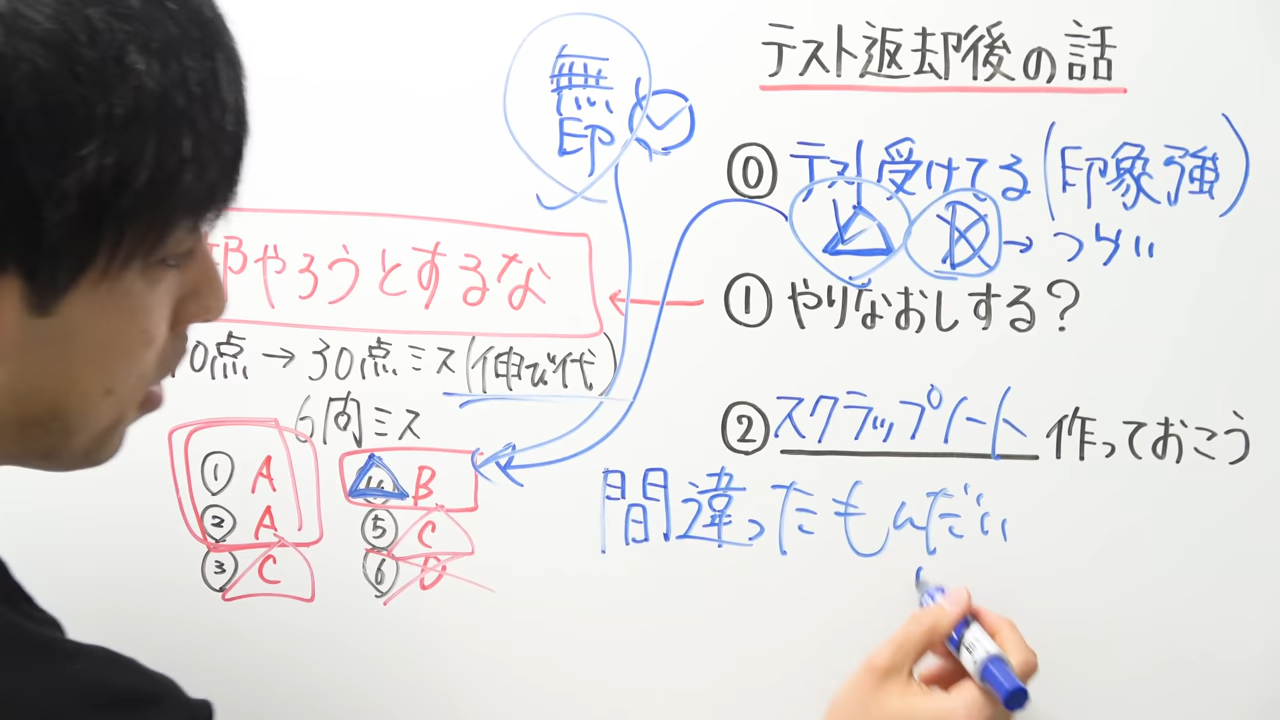 テスト返却後の話
⓪ テスト受けてる(印象強)
→ つけい
① やりなおしする?
② スクラップノート 作っておこう
間違ったもんだい
無
印
部やろうとするな
0点→30点ミス(伸び代)
6問ミス
① A
② A
③ C
B
⑤ C
⑥ D